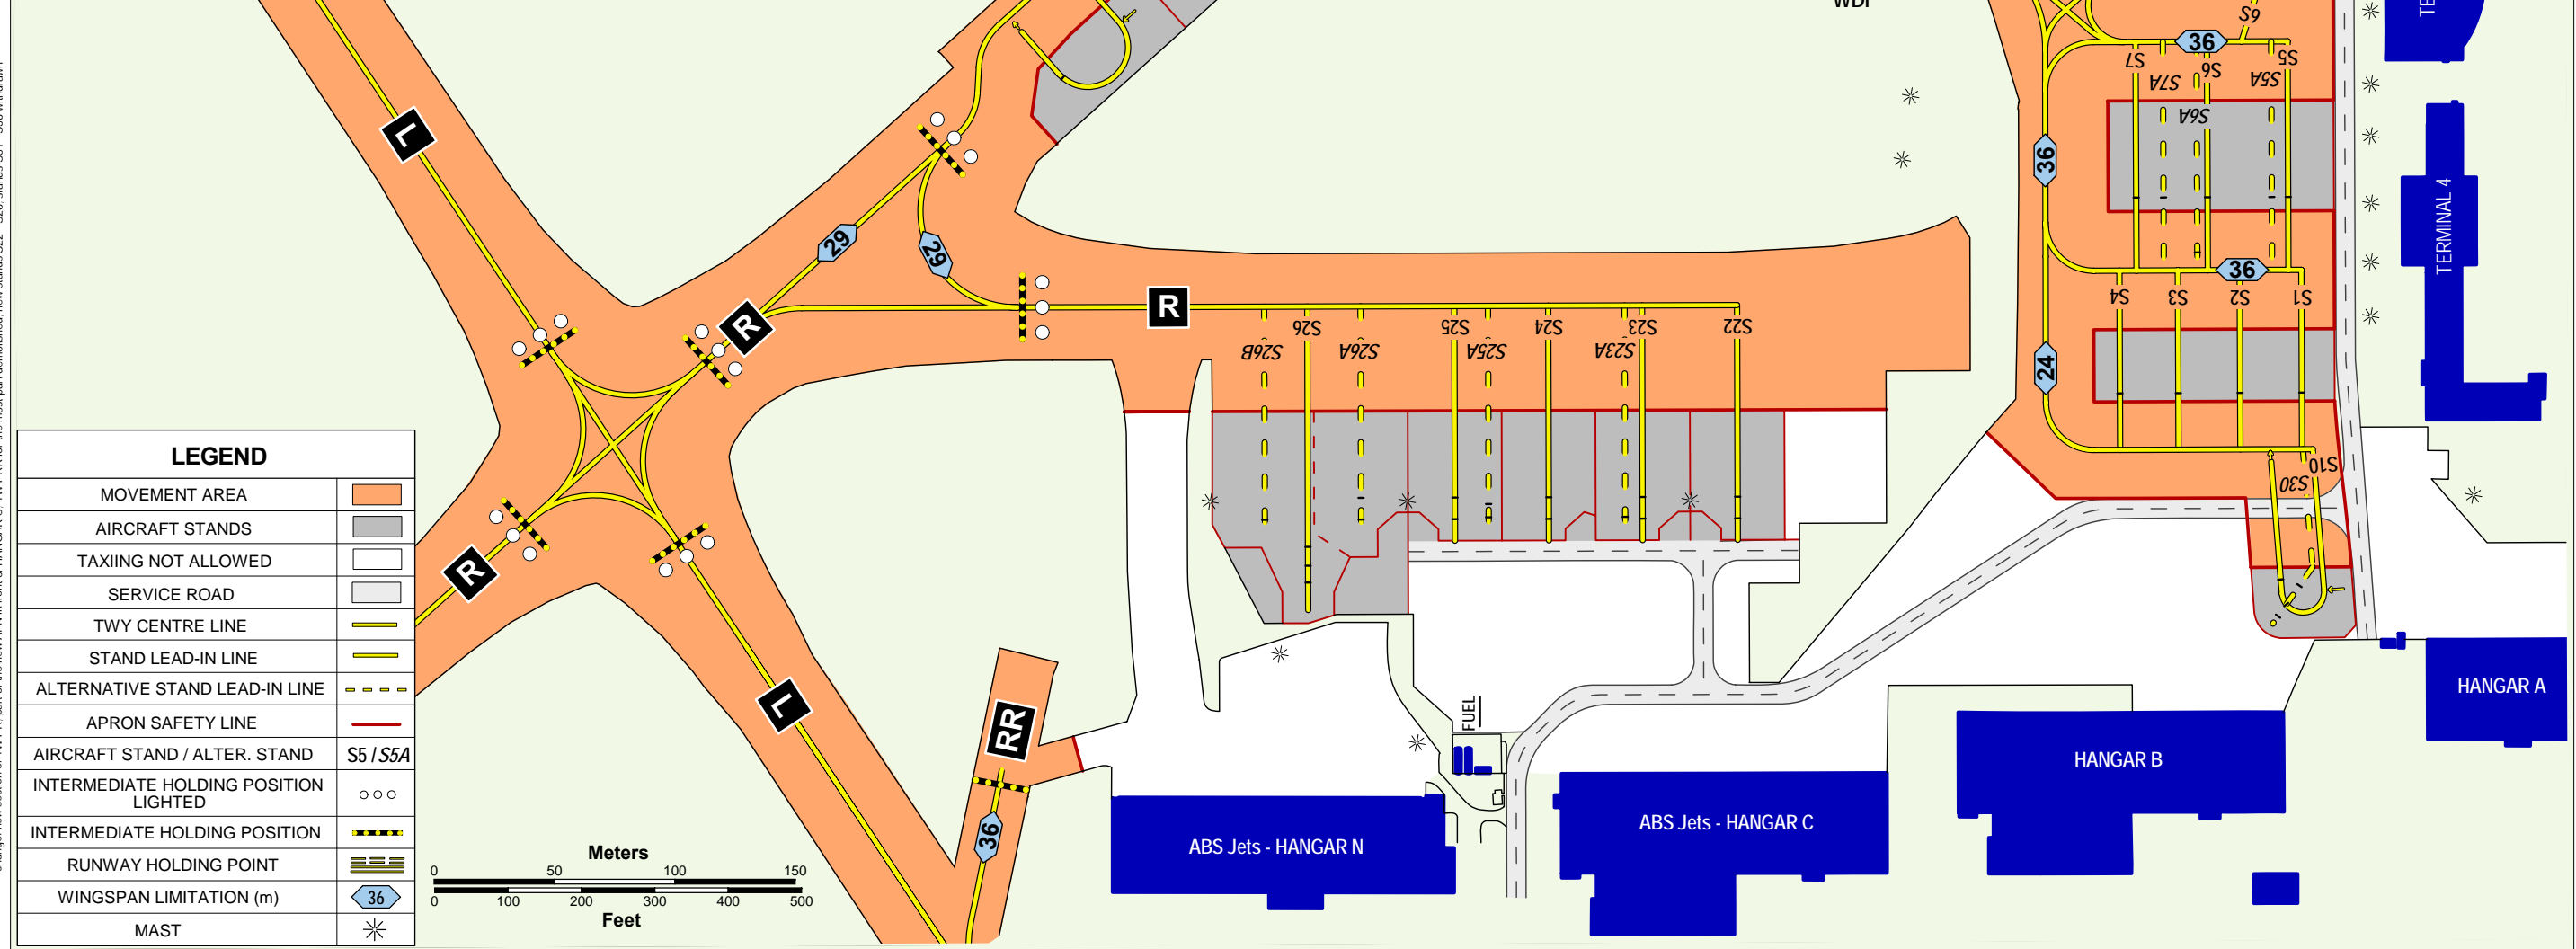 WDI
TE
L
S9
36
S5
S7
S6
S7A
S5A
S6A
36
TERMINAL 4
29
29
36
S4
S3
S2
S1
R
R
S26
S25
S24
S23
S22
S26B
S26A
S25A
S23A
24
S10
S30
R
L
RR
36
FUEL
HANGAR A
HANGAR B
ABS Jets - HANGAR C
ABS Jets - HANGAR N
LEGEND
MOVEMENT AREA
AIRCRAFT STANDS
TAXIING NOT ALLOWED
SERVICE ROAD
TWY CENTRE LINE
STAND LEAD-IN LINE
ALTERNATIVE STAND LEAD-IN LINE
APRON SAFETY LINE
AIRCRAFT STAND / ALTER. STAND S5 / S5A
INTERMEDIATE HOLDING POSITION
LIGHTED
INTERMEDIATE HOLDING POSITION
RUNWAY HOLDING POINT
WINGSPAN LIMITATION (m) 36
MAST
Meters
0 50 100 150
0 100 200 300 400 500
Feet